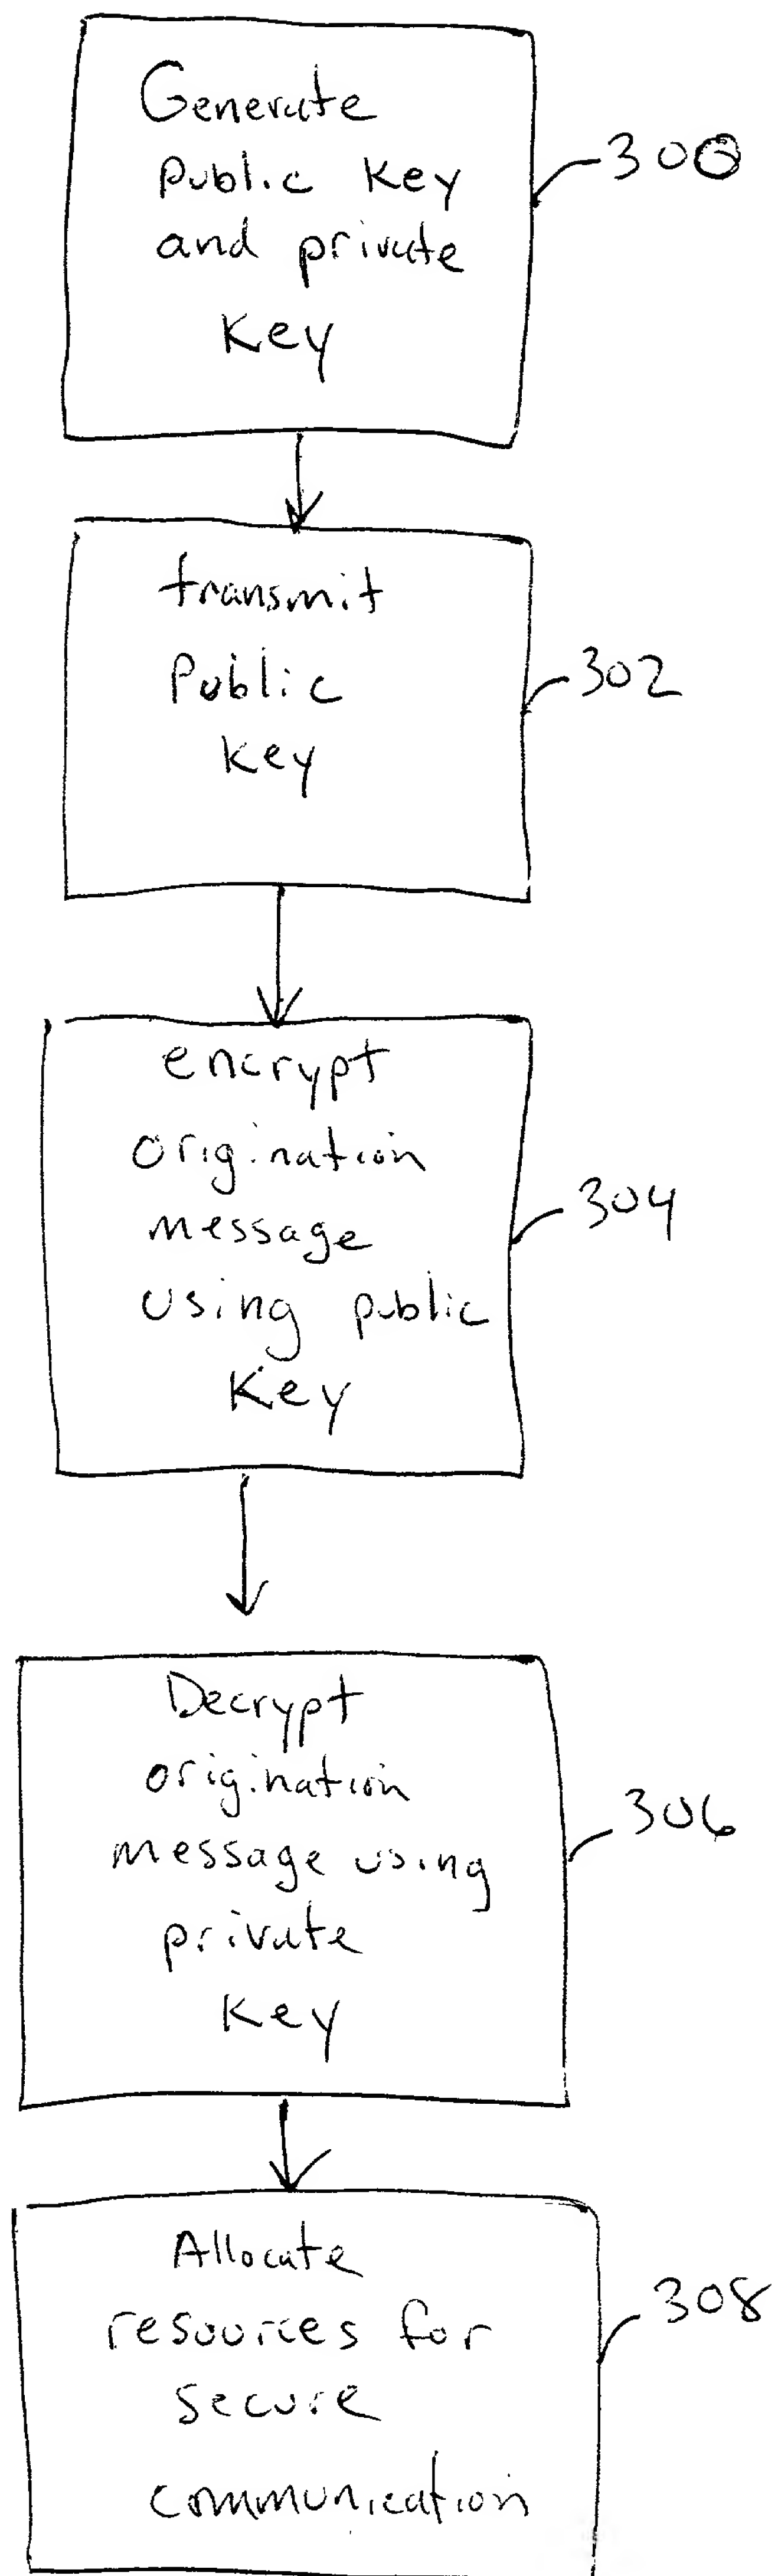 Generate
Public Key
and private
Key
300
transmit
Public
Key
302
encrypt
origination
message
using public
Key
304
Decrypt
origination
message using
private
Key
306
Allocate
resources for
secure
communication
308